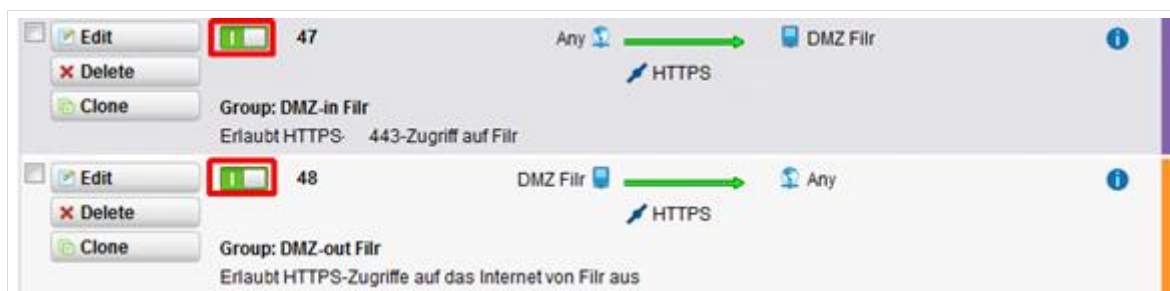 Edit 47 Any DMZ Filr
Delete HTTPS
Clone Group: DMZ-in Filr
Erlaubt HTTPS- 443-Zugriff auf Filr
Edit 48 DMZ Filr Any
Delete HTTPS
Clone Group: DMZ-out Filr
Erlaubt HTTPS-Zugriffe auf das Internet von Filr aus